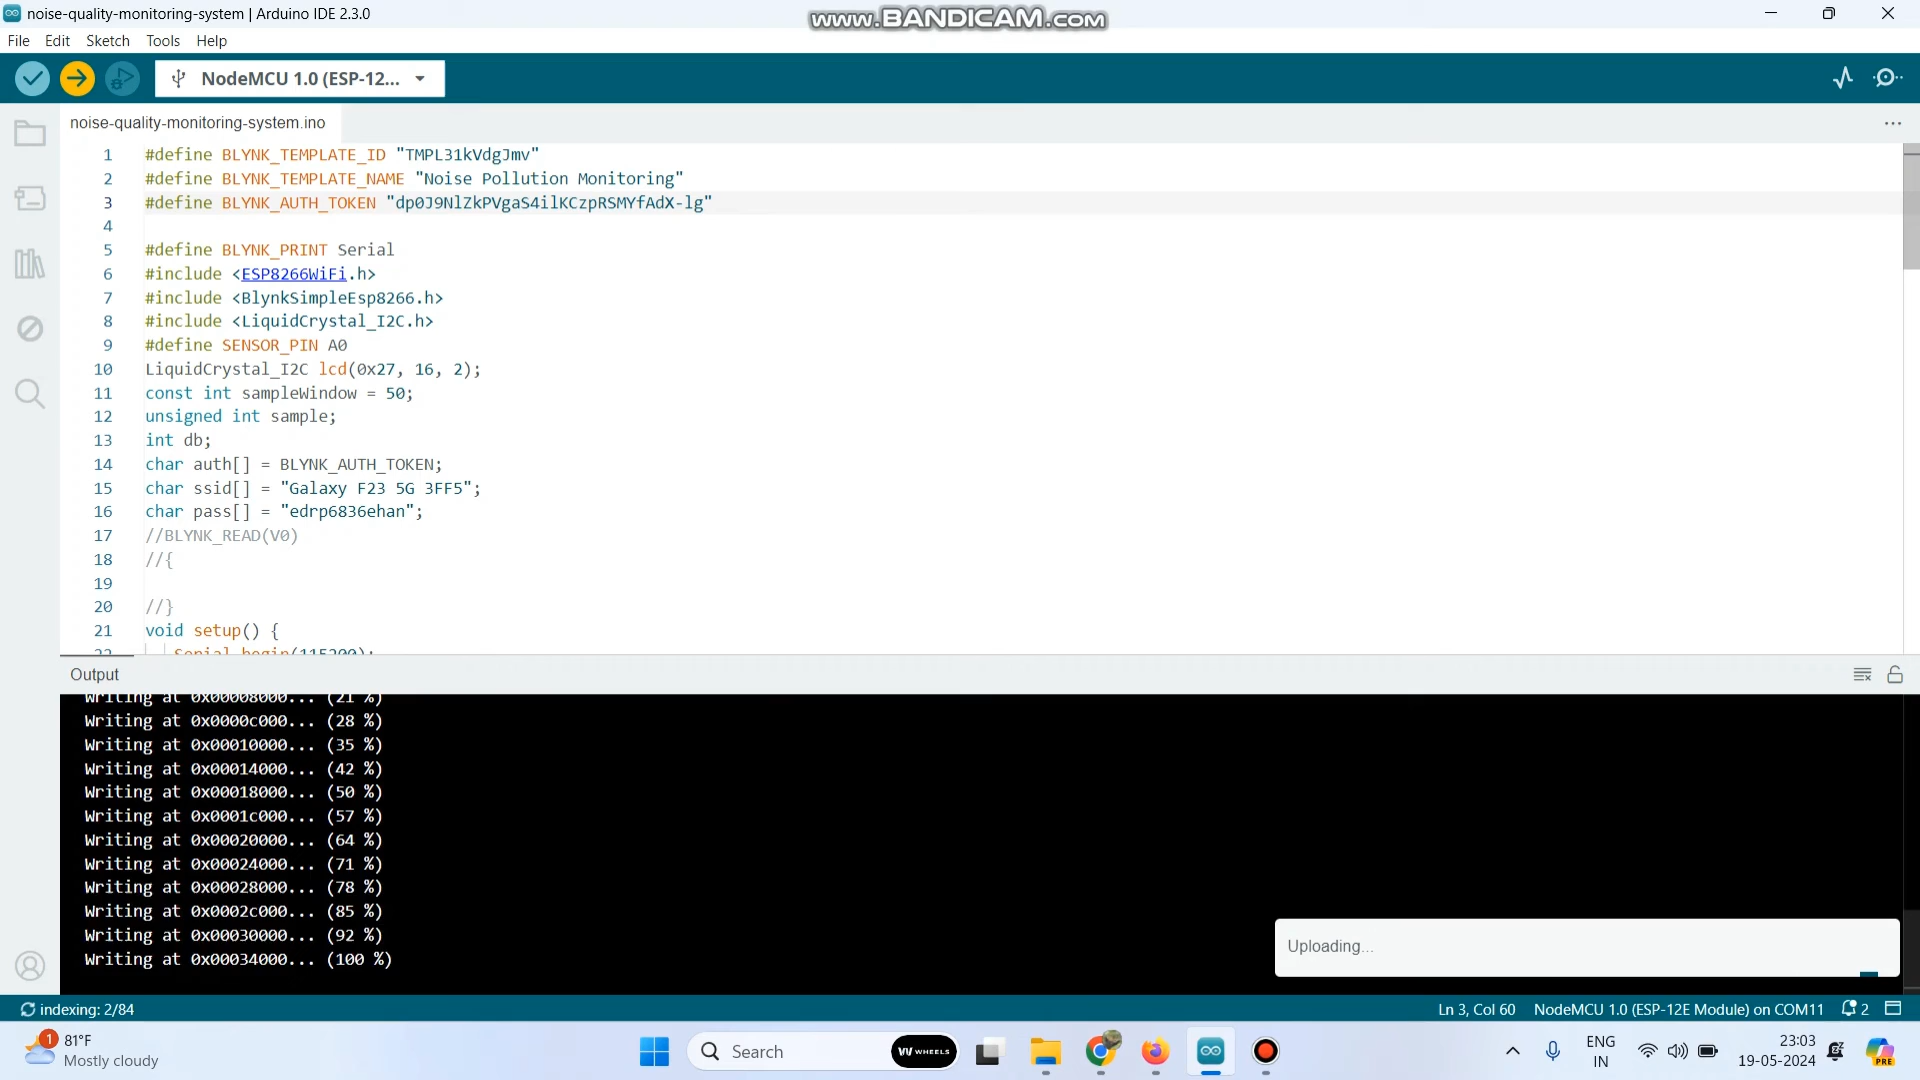 noise-quality-monitoring-system | Arduino IDE 2.3.0
www.BANDICAM.com
File Edit Sketch Tools Help
NodeMCU 1.0 (ESP-12...
noise-quality-monitoring-system.ino
1 #define BLYNK_TEMPLATE_ID "TMPL31kVdgJmv"
2 #define BLYNK_TEMPLATE_NAME "Noise Pollution Monitoring"
3 #define BLYNK_AUTH_TOKEN "dp0J9NlZkPVgaS4ilKCzpRSMYfAdX-lg"
4
5 #define BLYNK_PRINT Serial
6 #include <ESP8266WiFi.h>
7 #include <BlynkSimpleEsp8266.h>
8 #include <LiquidCrystal_I2C.h>
9 #define SENSOR_PIN A0
10 LiquidCrystal_I2C lcd(0x27, 16, 2);
11 const int sampleWindow = 50;
12 unsigned int sample;
13 int db;
14 char auth[] = BLYNK_AUTH_TOKEN;
15 char ssid[] = "Galaxy F23 5G 3FF5";
16 char pass[] = "edrp6836ehan";
17 //BLYNK_READ(V0)
18 //{
19
20 //}
21 void setup() {
22 Serial.begin(115200);
Output
Writing at 0x00008000... (21 %)
Writing at 0x0000c000... (28 %)
Writing at 0x00010000... (35 %)
Writing at 0x00014000... (42 %)
Writing at 0x00018000... (50 %)
Writing at 0x0001c000... (57 %)
Writing at 0x00020000... (64 %)
Writing at 0x00024000... (71 %)
Writing at 0x00028000... (78 %)
Writing at 0x0002c000... (85 %)
Writing at 0x00030000... (92 %)
Writing at 0x00034000... (100 %)
Uploading...
indexing: 2/84
Ln 3, Col 60 NodeMCU 1.0 (ESP-12E Module) on COM11 2
1
81°F
Mostly cloudy
Search
WHEELS
ENG
IN
23:03
19-05-2024
PRE